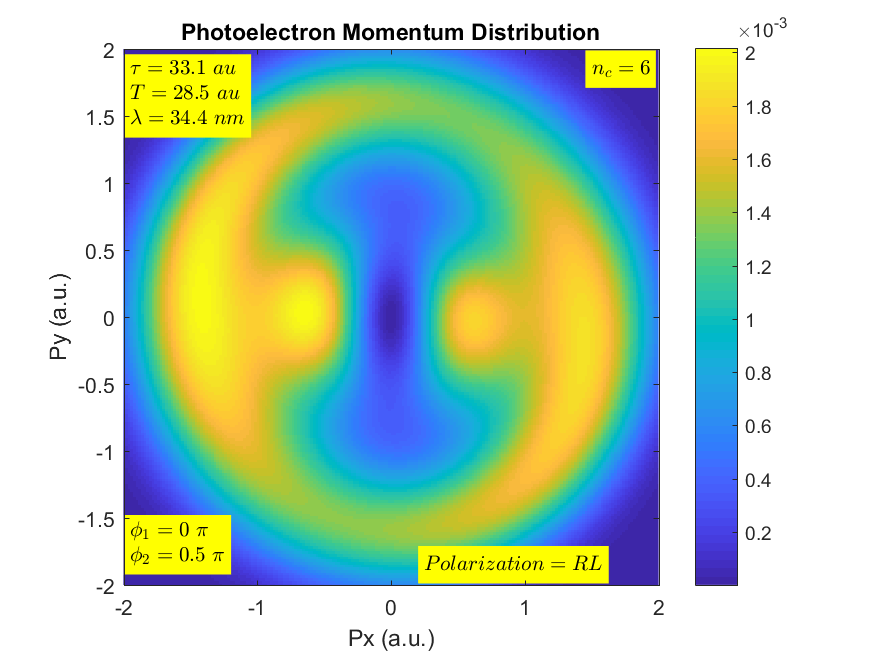 Photoelectron Momentum Distribution
×10⁻³
τ = 33.1 au
T = 28.5 au
λ = 34.4 nm
n_c = 6
2
1.5
1
0.5
0
-0.5
-1
-1.5
-2
Py (a.u.)
ϕ₁ = 0 π
ϕ₂ = 0.5 π
Polarization = RL
-2
-1
0
1
2
Px (a.u.)
2
1.8
1.6
1.4
1.2
1
0.8
0.6
0.4
0.2